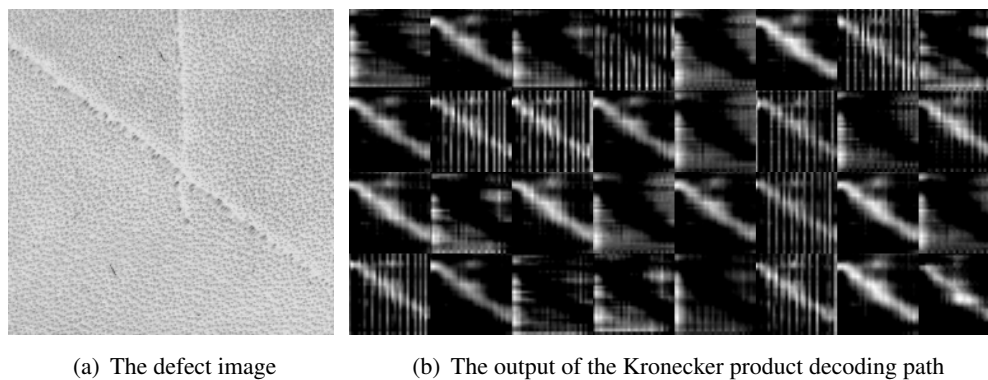 (a) The defect image
(b) The output of the Kronecker product decoding path